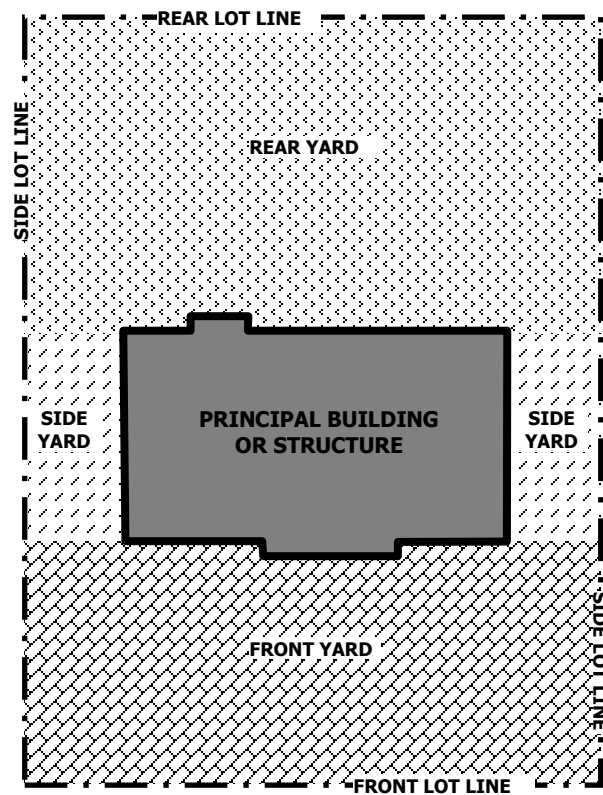 REAR LOT LINE
SIDE LOT LINE
REAR YARD
SIDE
YARD
PRINCIPAL BUILDING
OR STRUCTURE
SIDE
YARD
SIDE LOT LINE
FRONT YARD
FRONT LOT LINE